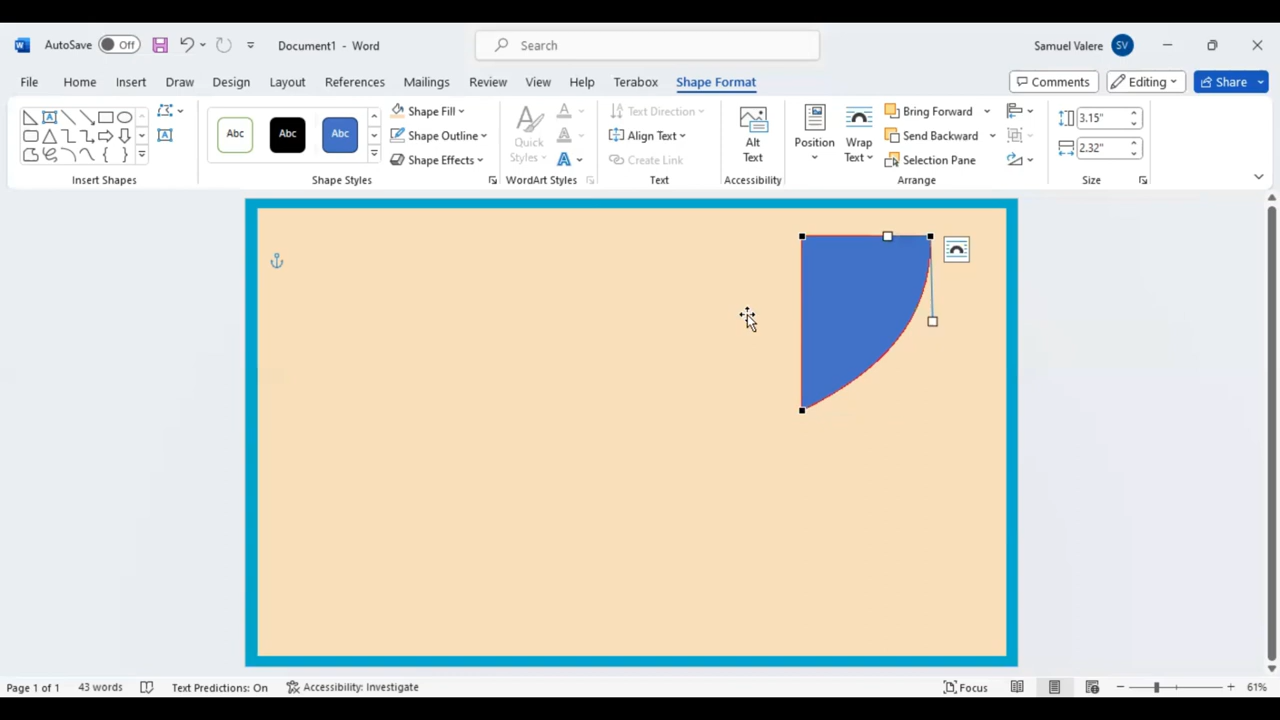 AutoSave Off Document1 - Word Search Samuel Valere SV
File Home Insert Draw Design Layout References Mailings Review View Help Terabox Shape Format Comments Editing Share
Abc Abc Abc
Shape Fill
Shape Outline
Shape Effects
Quick Styles
Text Direction
Align Text
Create Link
Alt Text
Position
Wrap Text
Bring Forward
Send Backward
Selection Pane
3.15"
2.32"
Insert Shapes Shape Styles WordArt Styles Text Accessibility Arrange Size
Page 1 of 1 43 words Text Predictions: On Accessibility: Investigate Focus 61%